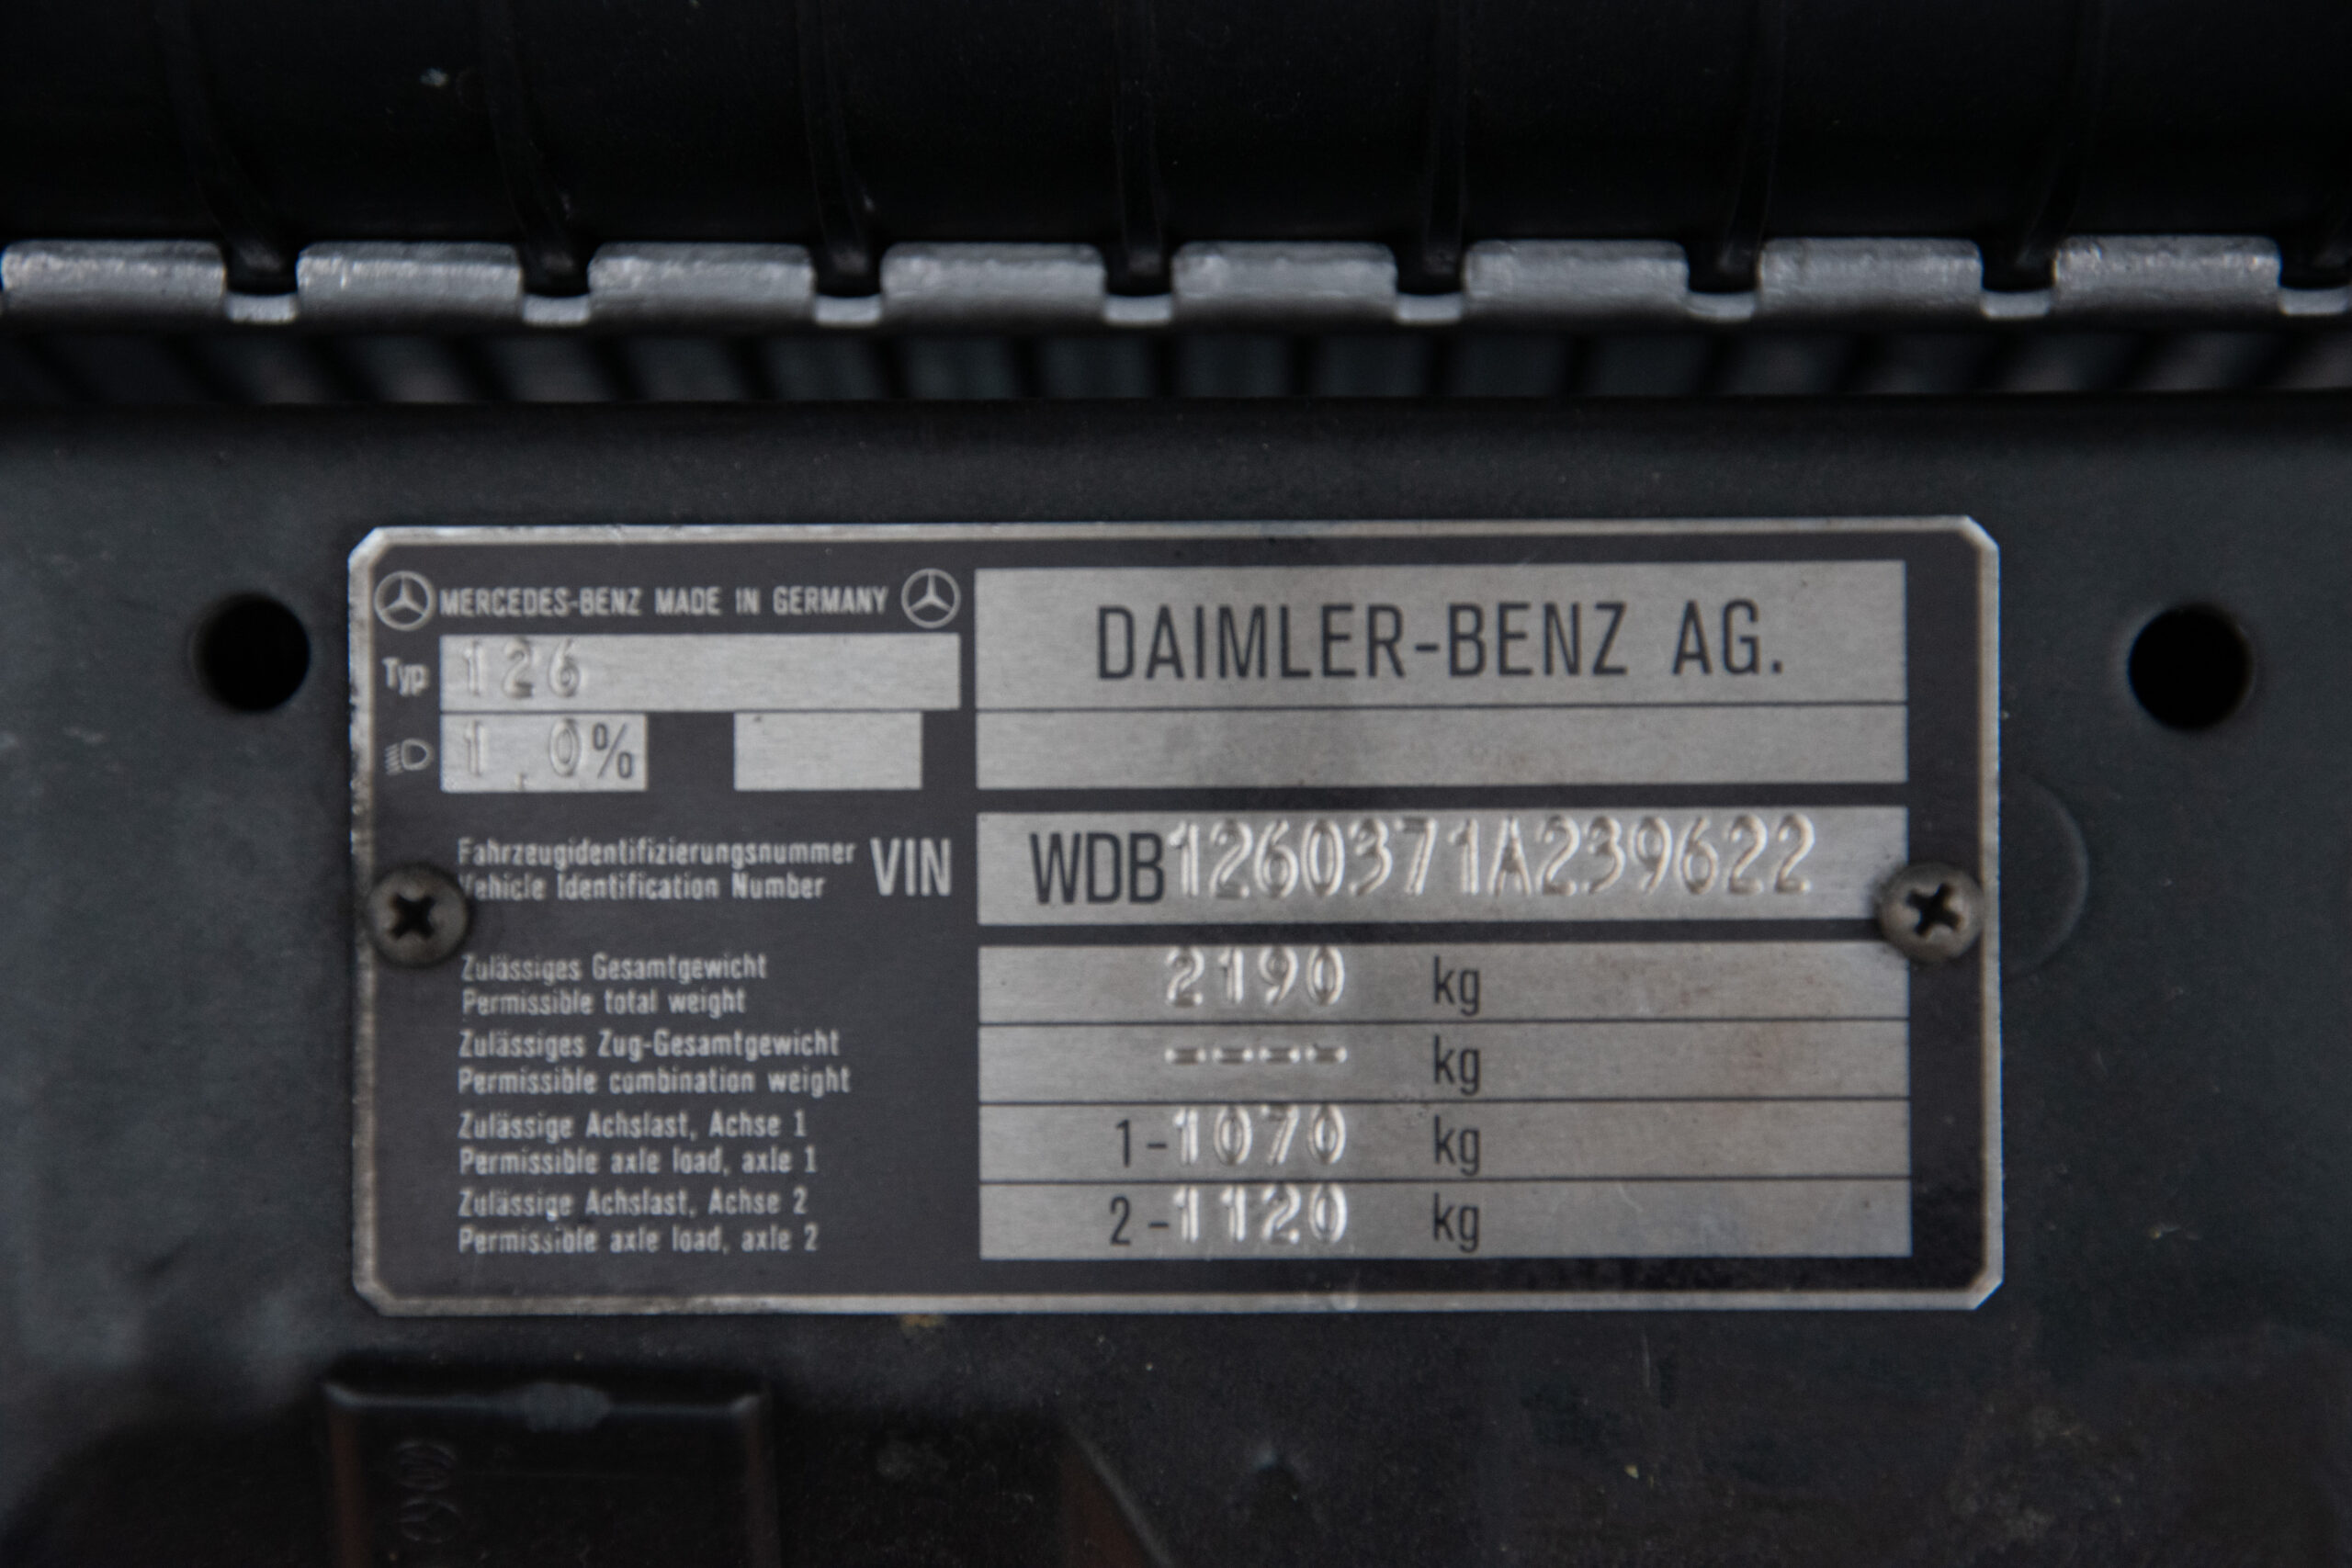 MERCEDES-BENZ MADE IN GERMANY
Typ 126
1,0%
DAIMLER-BENZ AG.
Fahrzeugidentifizierungsnummer
Vehicle Identification Number
VIN
WDB1260371A239622
Zulässiges Gesamtgewicht
Permissible total weight
2190 kg
Zulässiges Zug-Gesamtgewicht
Permissible combination weight
---- kg
Zulässige Achslast, Achse 1
Permissible axle load, axle 1
1-1070 kg
Zulässige Achslast, Achse 2
Permissible axle load, axle 2
2-1120 kg